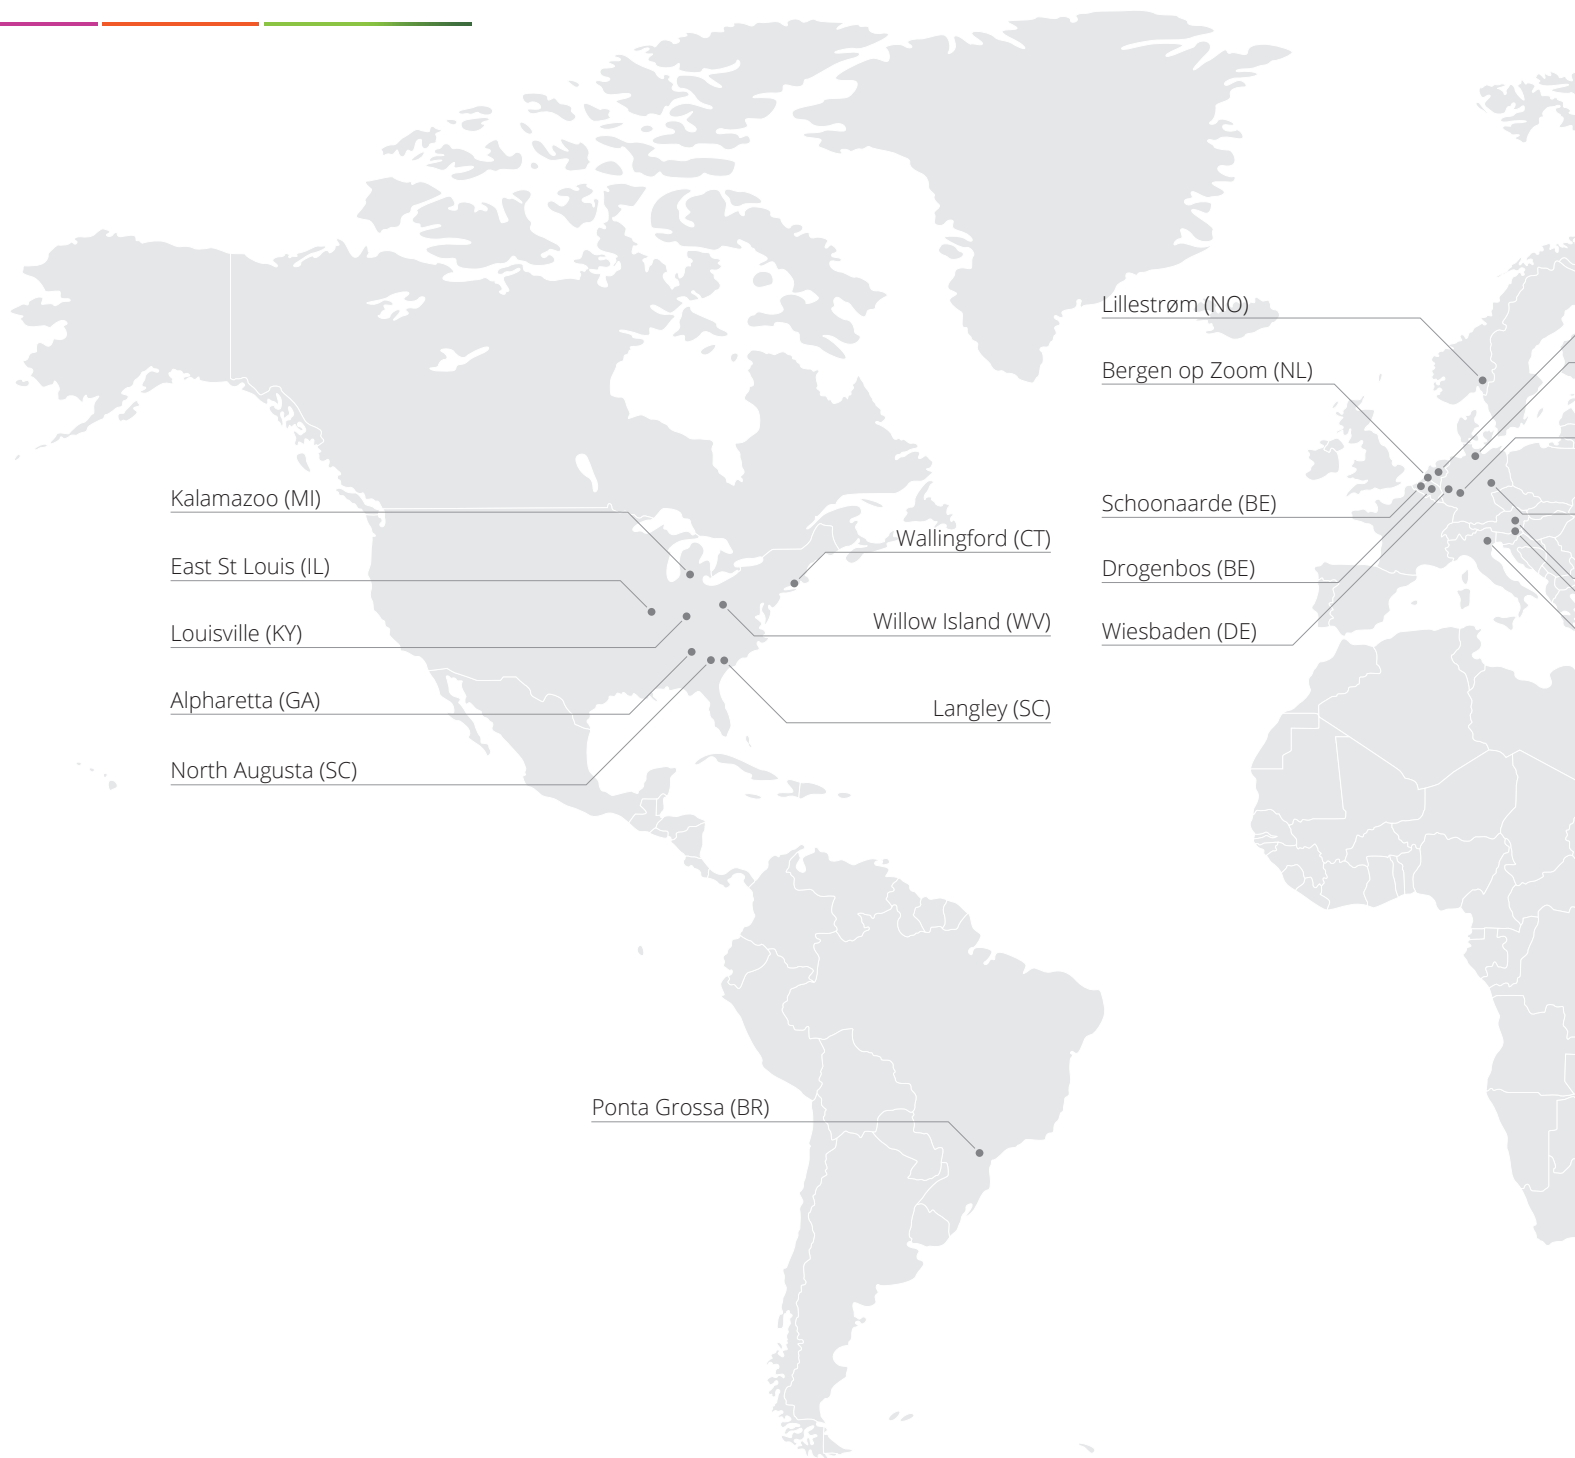 Lillestrøm (NO)
Bergen op Zoom (NL)
Kalamazoo (MI)
Schoonaarde (BE)
Wallingford (CT)
East St Louis (IL)
Drogenbos (BE)
Willow Island (WV)
Louisville (KY)
Wiesbaden (DE)
Alpharetta (GA)
Langley (SC)
North Augusta (SC)
Ponta Grossa (BR)